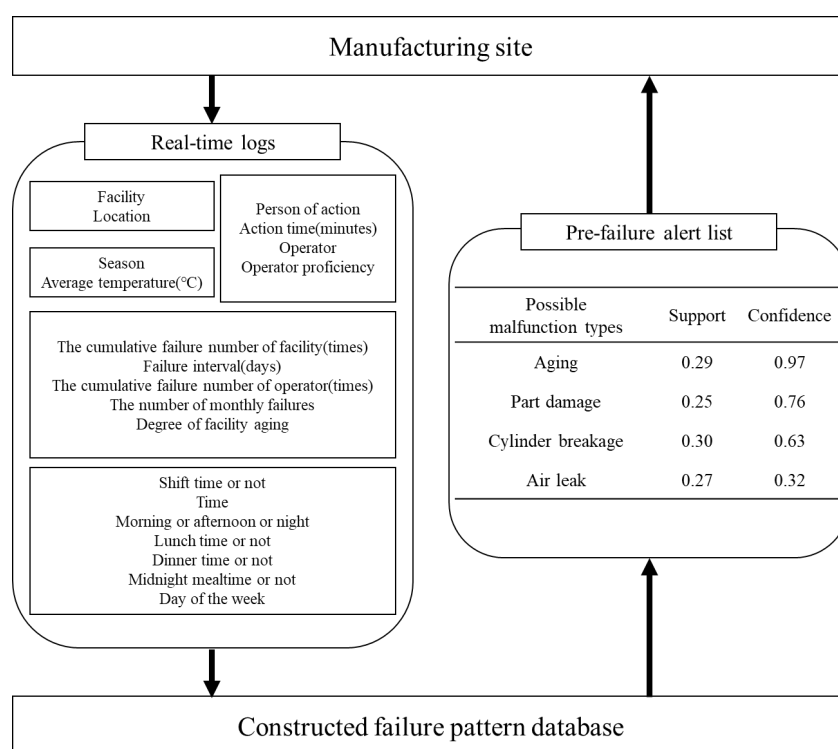 Manufacturing site
Real-time logs
Facility
Location
Person of action
Action time(minutes)
Operator
Operator proficiency
Season
Average temperature(℃)
The cumulative failure number of facility(times)
Failure interval(days)
The cumulative failure number of operator(times)
The number of monthly failures
Degree of facility aging
Shift time or not
Time
Morning or afternoon or night
Lunch time or not
Dinner time or not
Midnight mealtime or not
Day of the week
Pre-failure alert list
Possible
malfunction types Support Confidence
Aging 0.29 0.97
Part damage 0.25 0.76
Cylinder breakage 0.30 0.63
Air leak 0.27 0.32
Constructed failure pattern database